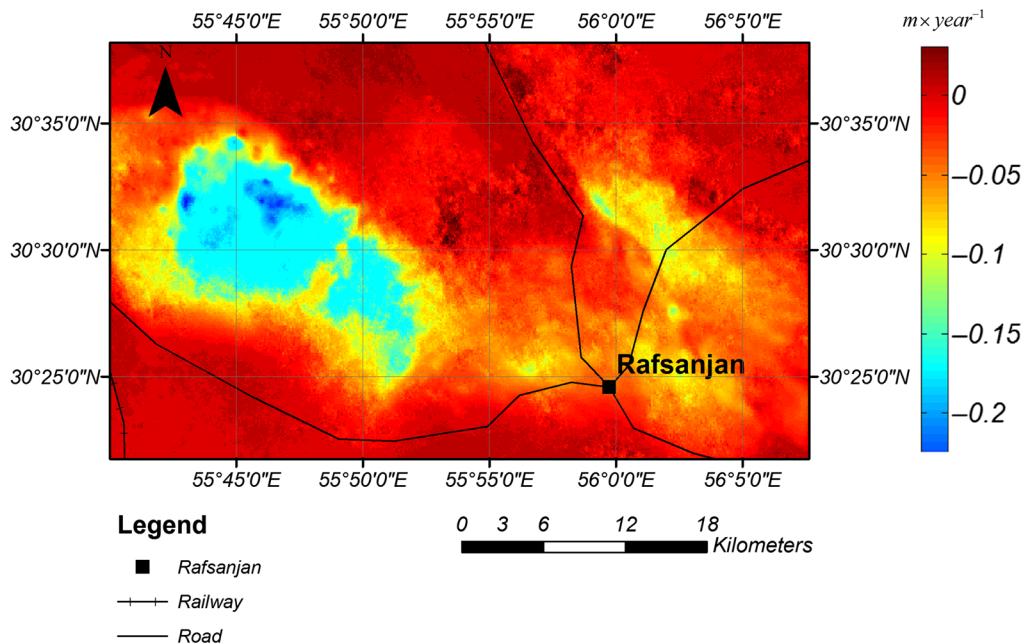 55°45'0"E 55°50'0"E 55°55'0"E 56°0'0"E 56°5'0"E
m × year⁻¹
N
30°35'0"N 30°35'0"N
30°30'0"N 30°30'0"N
30°25'0"N 30°25'0"N
Rafsanjan
55°45'0"E 55°50'0"E 55°55'0"E 56°0'0"E 56°5'0"E
0
−0.05
−0.1
−0.15
−0.2
Legend
Rafsanjan
Railway
Road
0 3 6 12 18
Kilometers